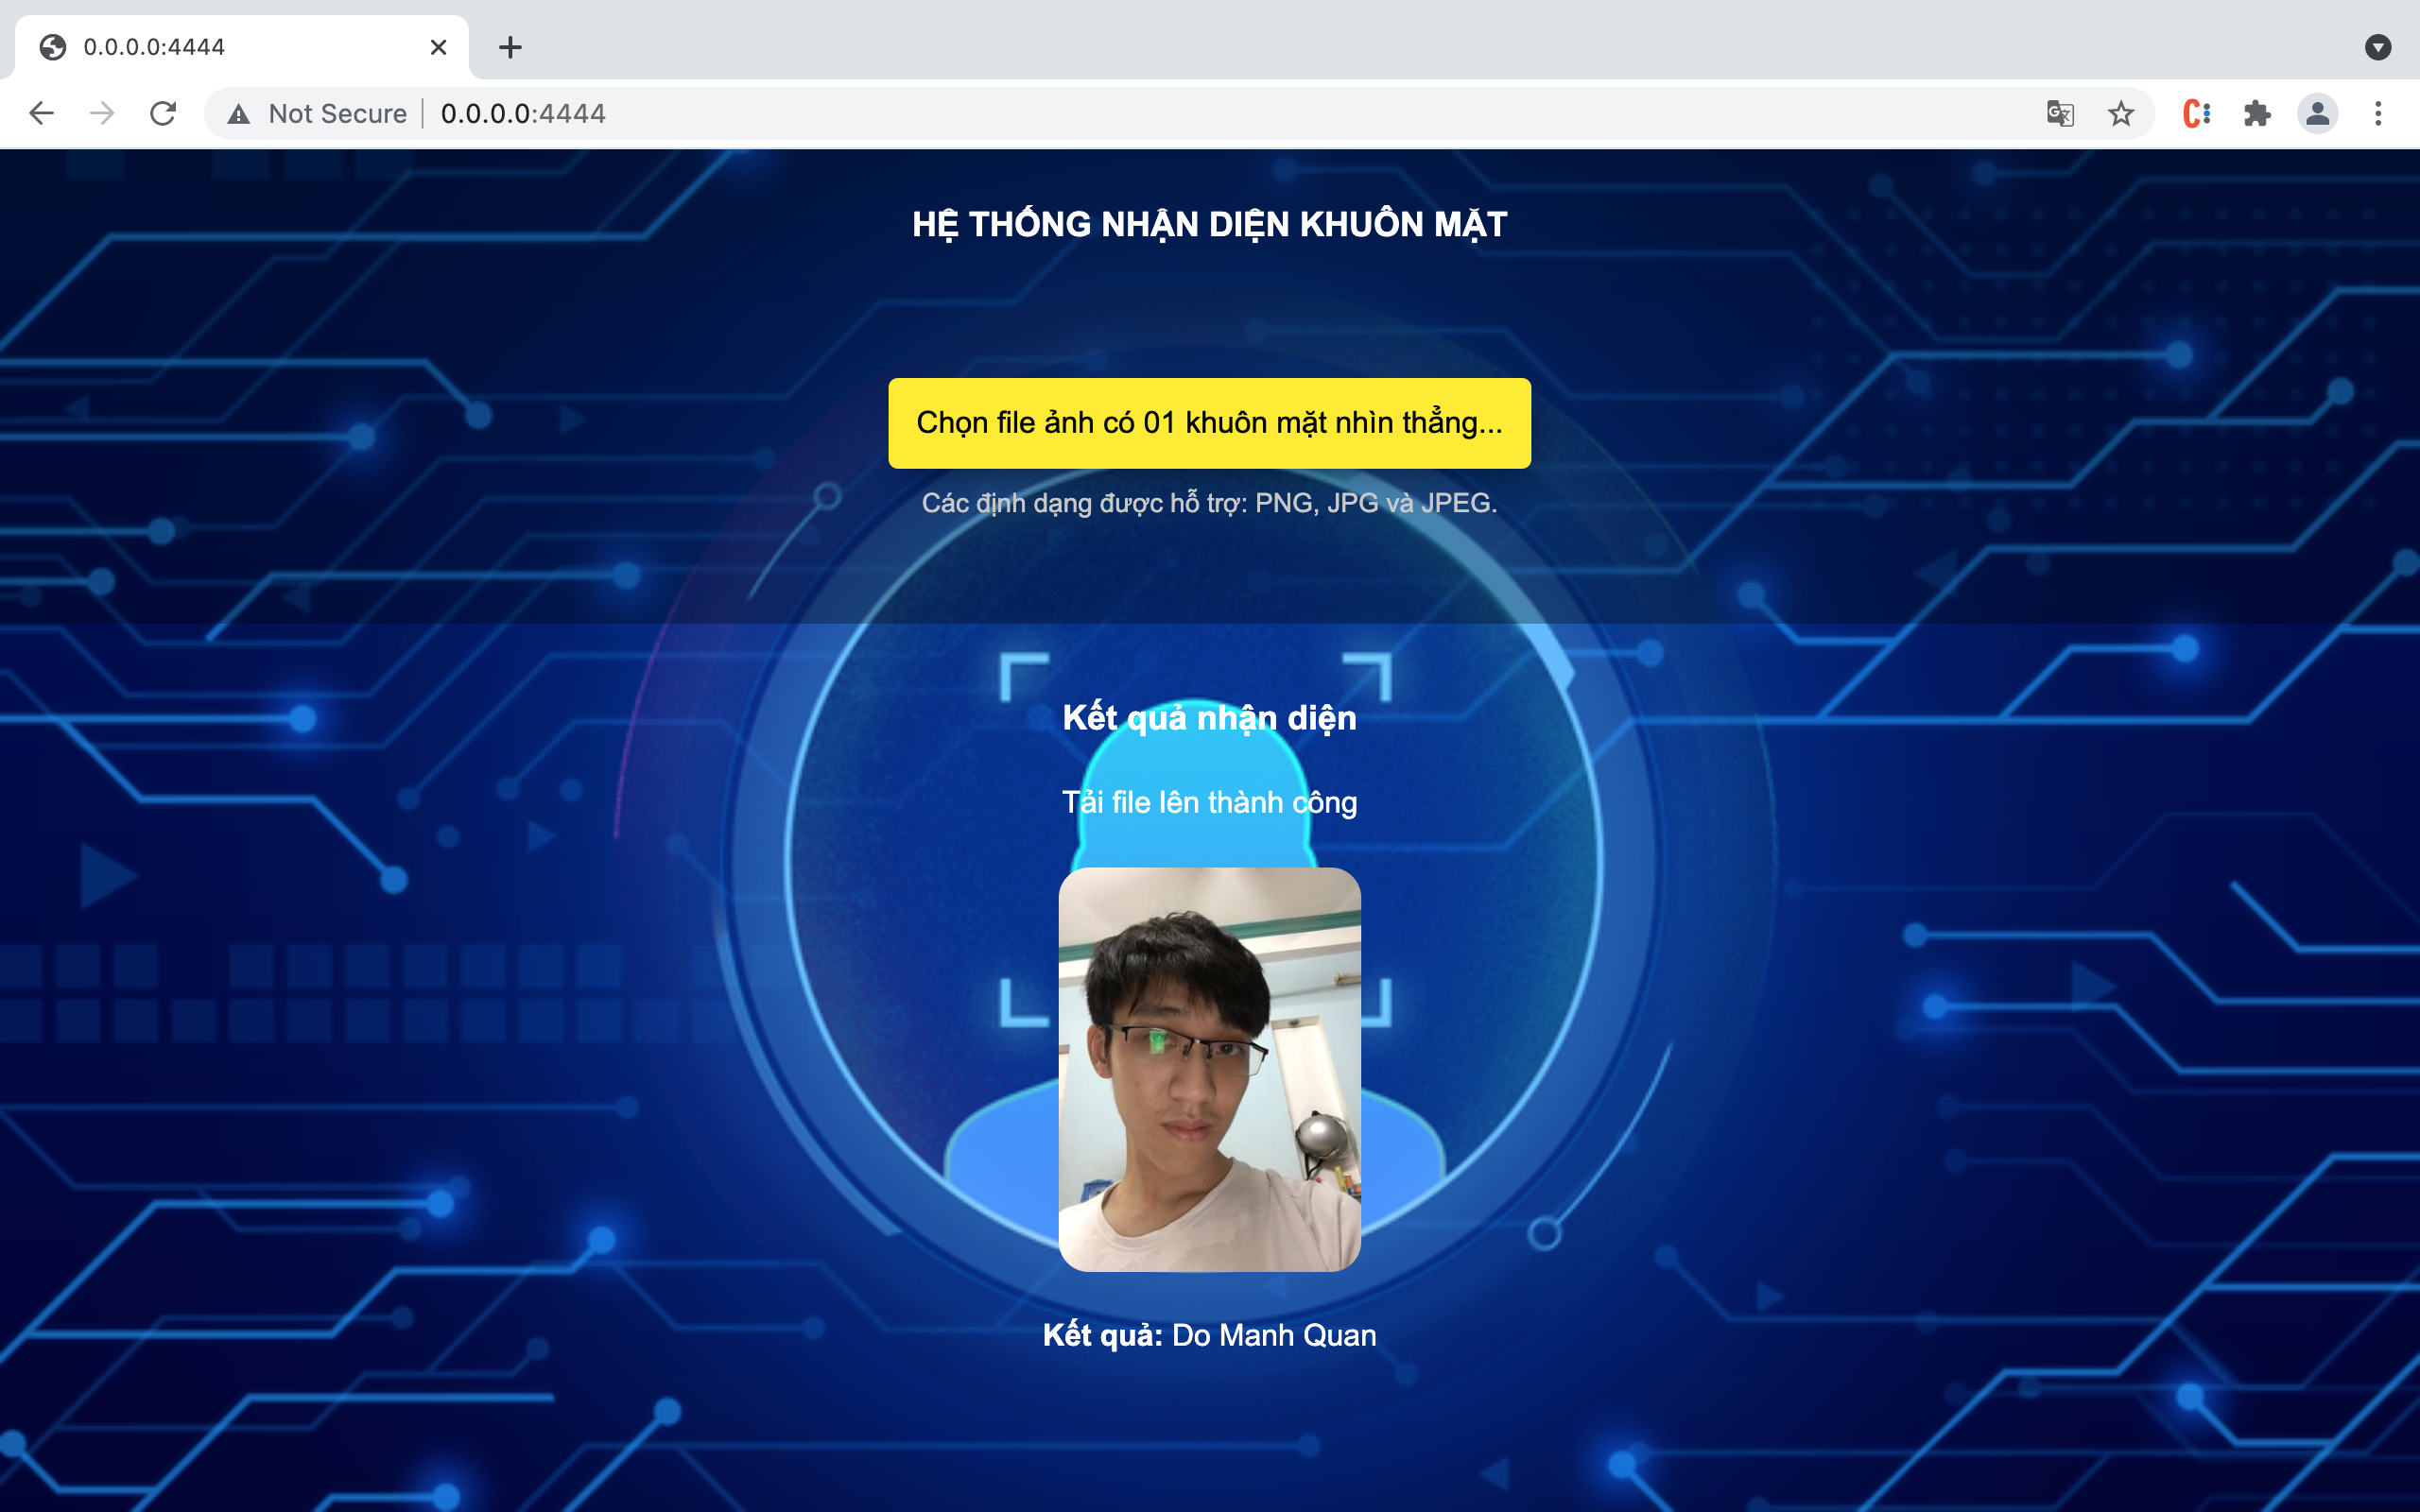 0.0.0.0:4444
Not Secure | 0.0.0.0:4444
HỆ THỐNG NHẬN DIỆN KHUÔN MẶT
Chọn file ảnh có 01 khuôn mặt nhìn thẳng...
Các định dạng được hỗ trợ: PNG, JPG và JPEG.
Kết quả nhận diện
Tải file lên thành công
Kết quả: Do Manh Quan